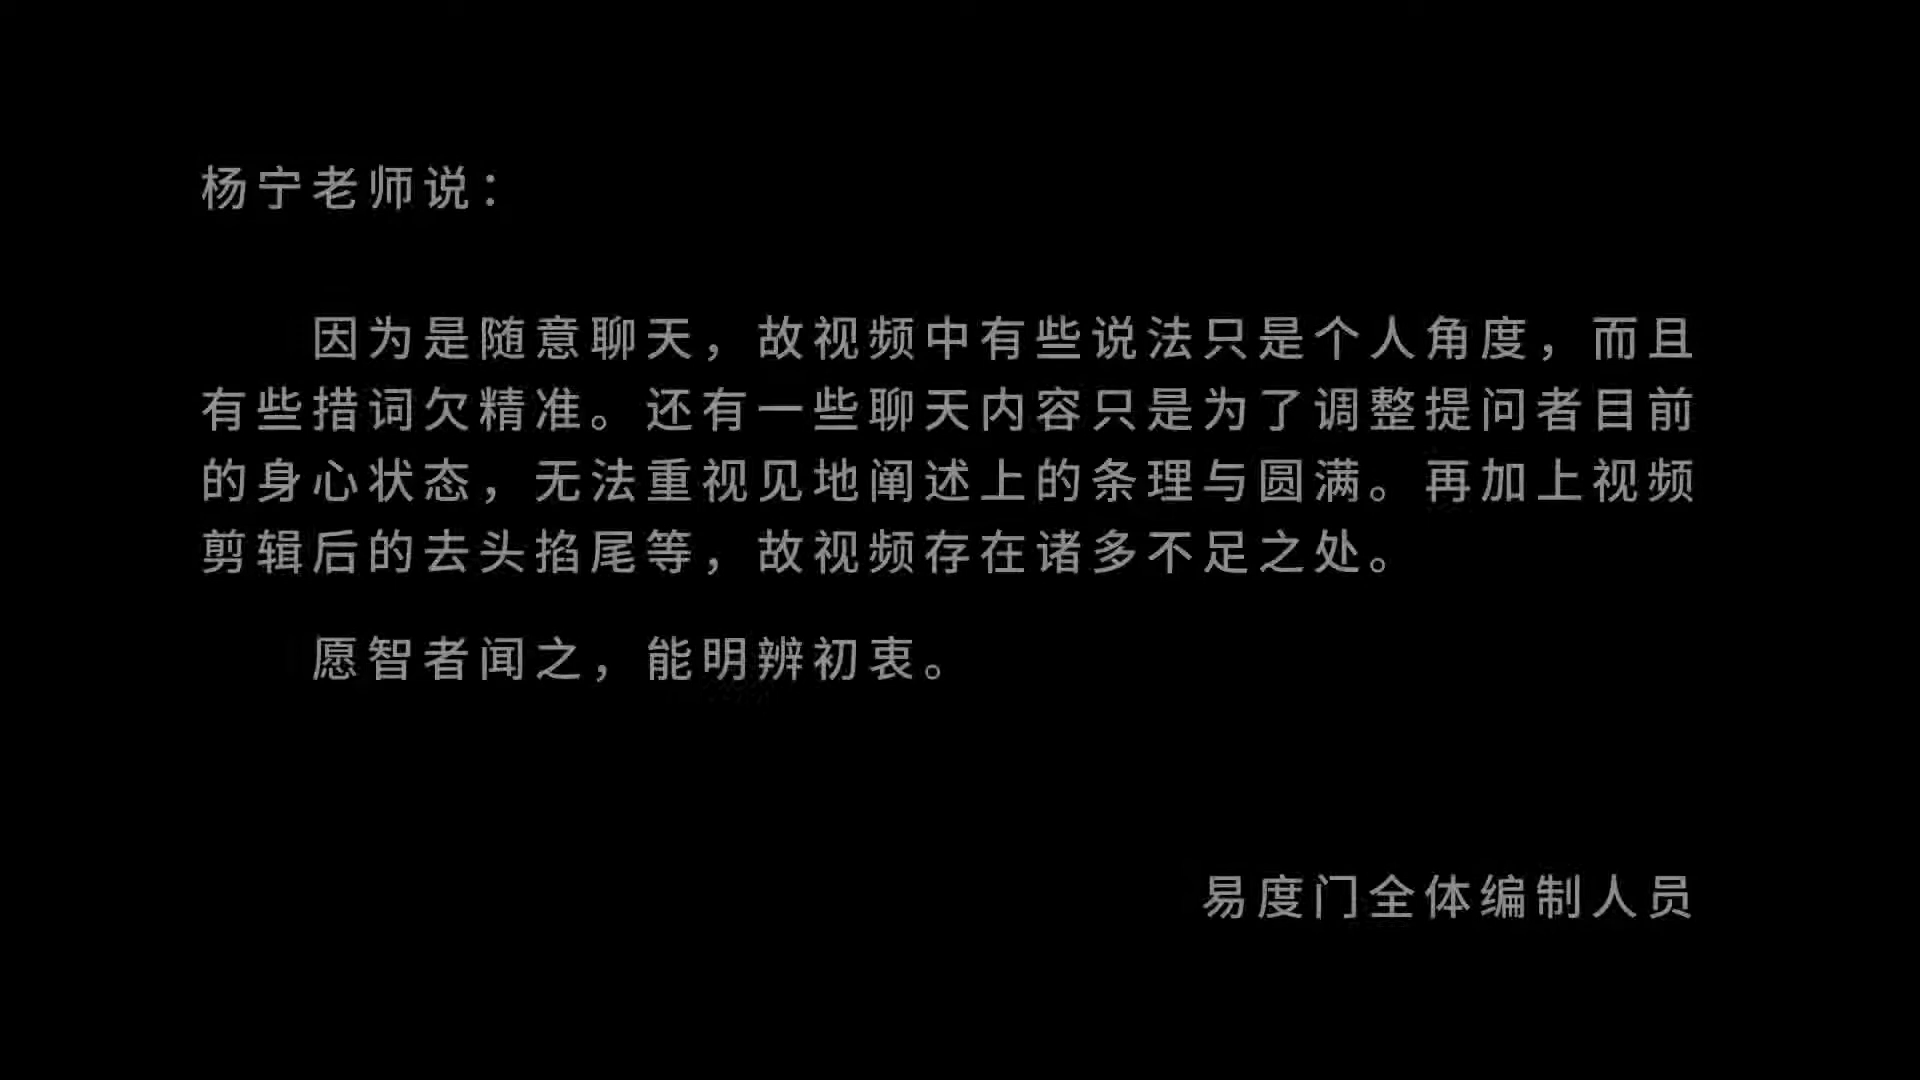 杨宁老师说：
因为是随意聊天，故视频中有些说法只是个人角度，而且
有些措词欠精准。还有一些聊天内容只是为了调整提问者目前
的身心状态，无法重视见地阐述上的条理与圆满。再加上视频
剪辑后的去头掐尾等，故视频存在诸多不足之处。
愿智者闻之，能明辨初衷。
易度门全体编制人员